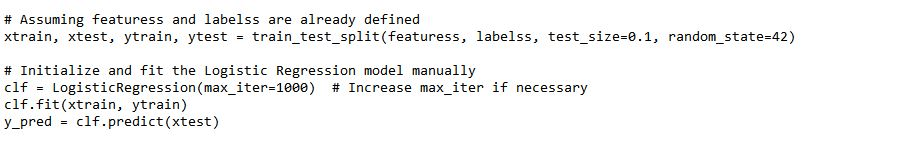 # Assuming featuress and labelss are already defined
xtrain, xtest, ytrain, ytest = train_test_split(featuress, labelss, test_size=0.1, random_state=42)
# Initialize and fit the Logistic Regression model manually
clf = LogisticRegression(max_iter=1000)  # Increase max_iter if necessary
clf.fit(xtrain, ytrain)
y_pred = clf.predict(xtest)